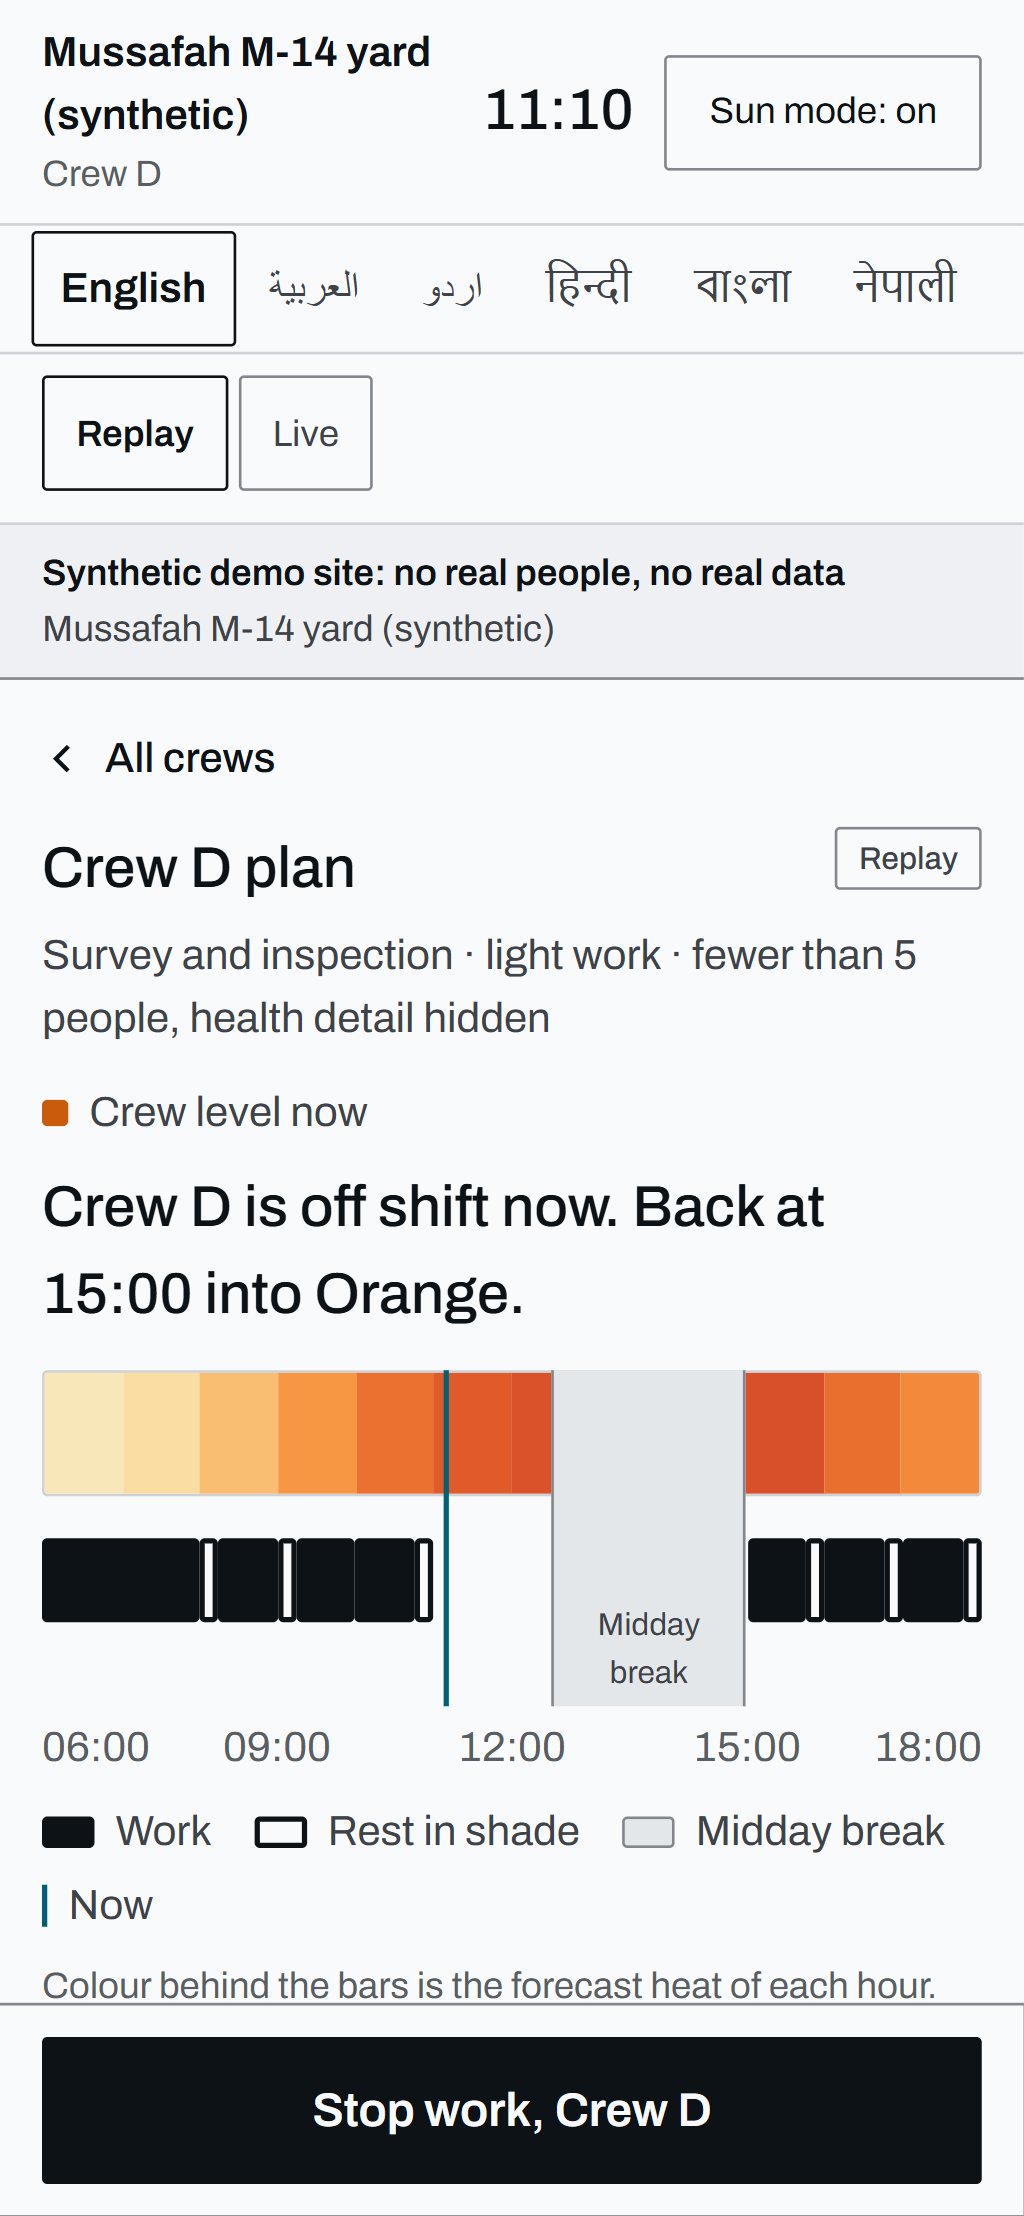 Mussafah M-14 yard
(synthetic)
Crew D
11:10
Sun mode: on
English
العربية
اردو
हिन्दी
বাংলা
नेपाली
Replay
Live
Synthetic demo site: no real people, no real data
Mussafah M-14 yard (synthetic)
All crews
Crew D plan
Replay
Survey and inspection · light work · fewer than 5
people, health detail hidden
Crew level now
Crew D is off shift now. Back at
15:00 into Orange.
Midday
break
06:00 09:00 12:00 15:00 18:00
Work Rest in shade Midday break
Now
Colour behind the bars is the forecast heat of each hour.
Stop work, Crew D